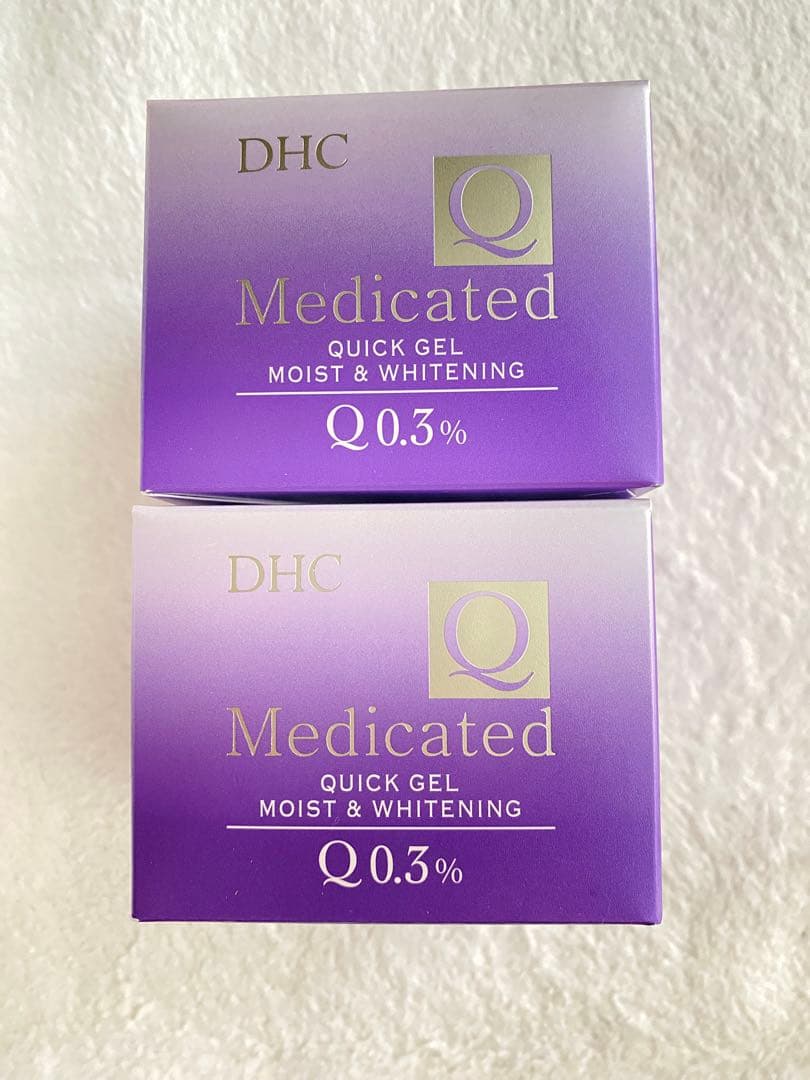 DHC
Q
Medicated
QUICK GEL
MOIST & WHITENING
Q 0.3%
DHC
Q
Medicated
QUICK GEL
MOIST & WHITENING
Q 0.3%